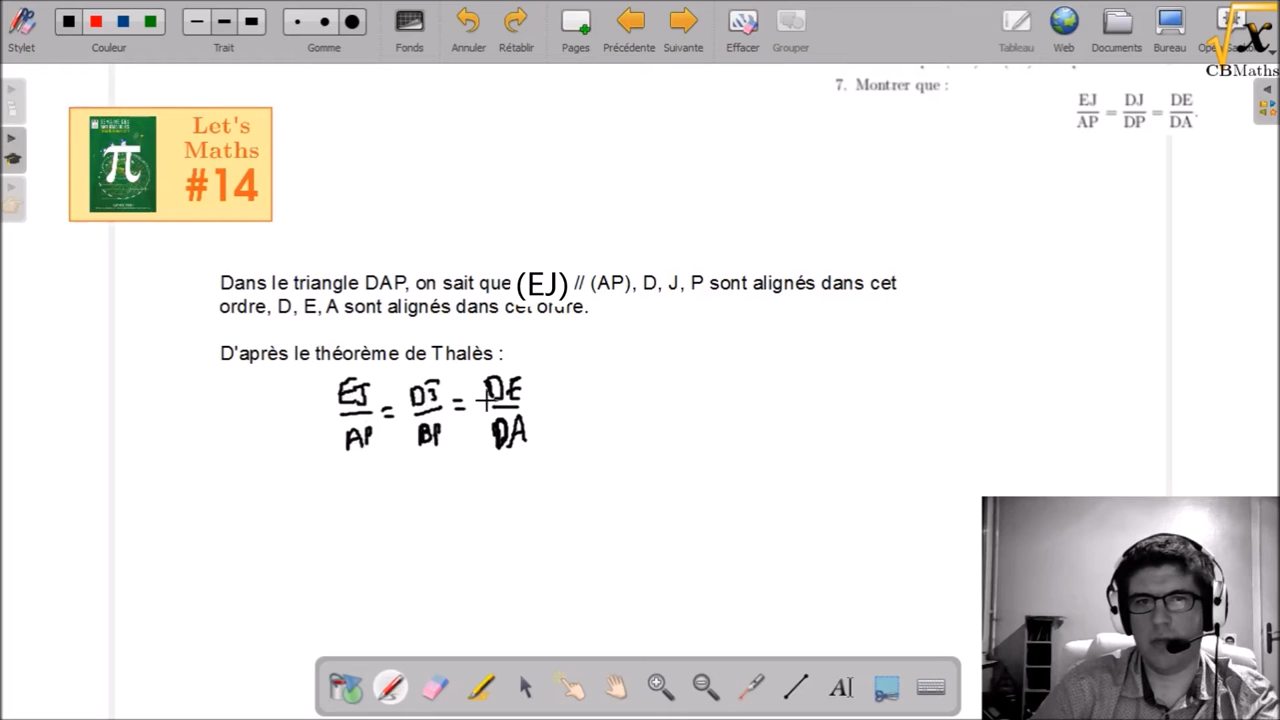 Stylet
Couleur
Trait
Gomme
Fonds
Annuler
Rétablir
Pages
Précédente
Suivante
Effacer
Grouper
Tableau
Web
Documents
Bureau
CBMaths
7. Montrer que :
EJ/AP = DJ/DP = DE/DA.
Let's
Maths
#14
π
Dans le triangle DAP, on sait que (EJ) // (AP), D, J, P sont alignés dans cet
ordre, D, E, A sont alignés dans cet ordre.
D'après le théorème de Thalès :
EJ/AP = DJ/DP = DE/DA